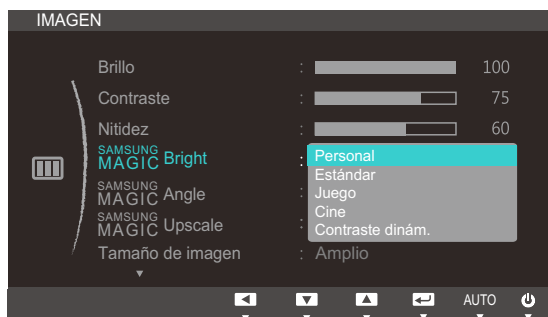 IMAGEN
Brillo : 100
Contraste : 75
Nitidez : 60
SAMSUNG MAGIC Bright :
Personal
Estándar
Juego
Cine
Contraste dinám.
SAMSUNG MAGIC Angle :
SAMSUNG MAGIC Upscale :
Tamaño de imagen : Amplio
AUTO